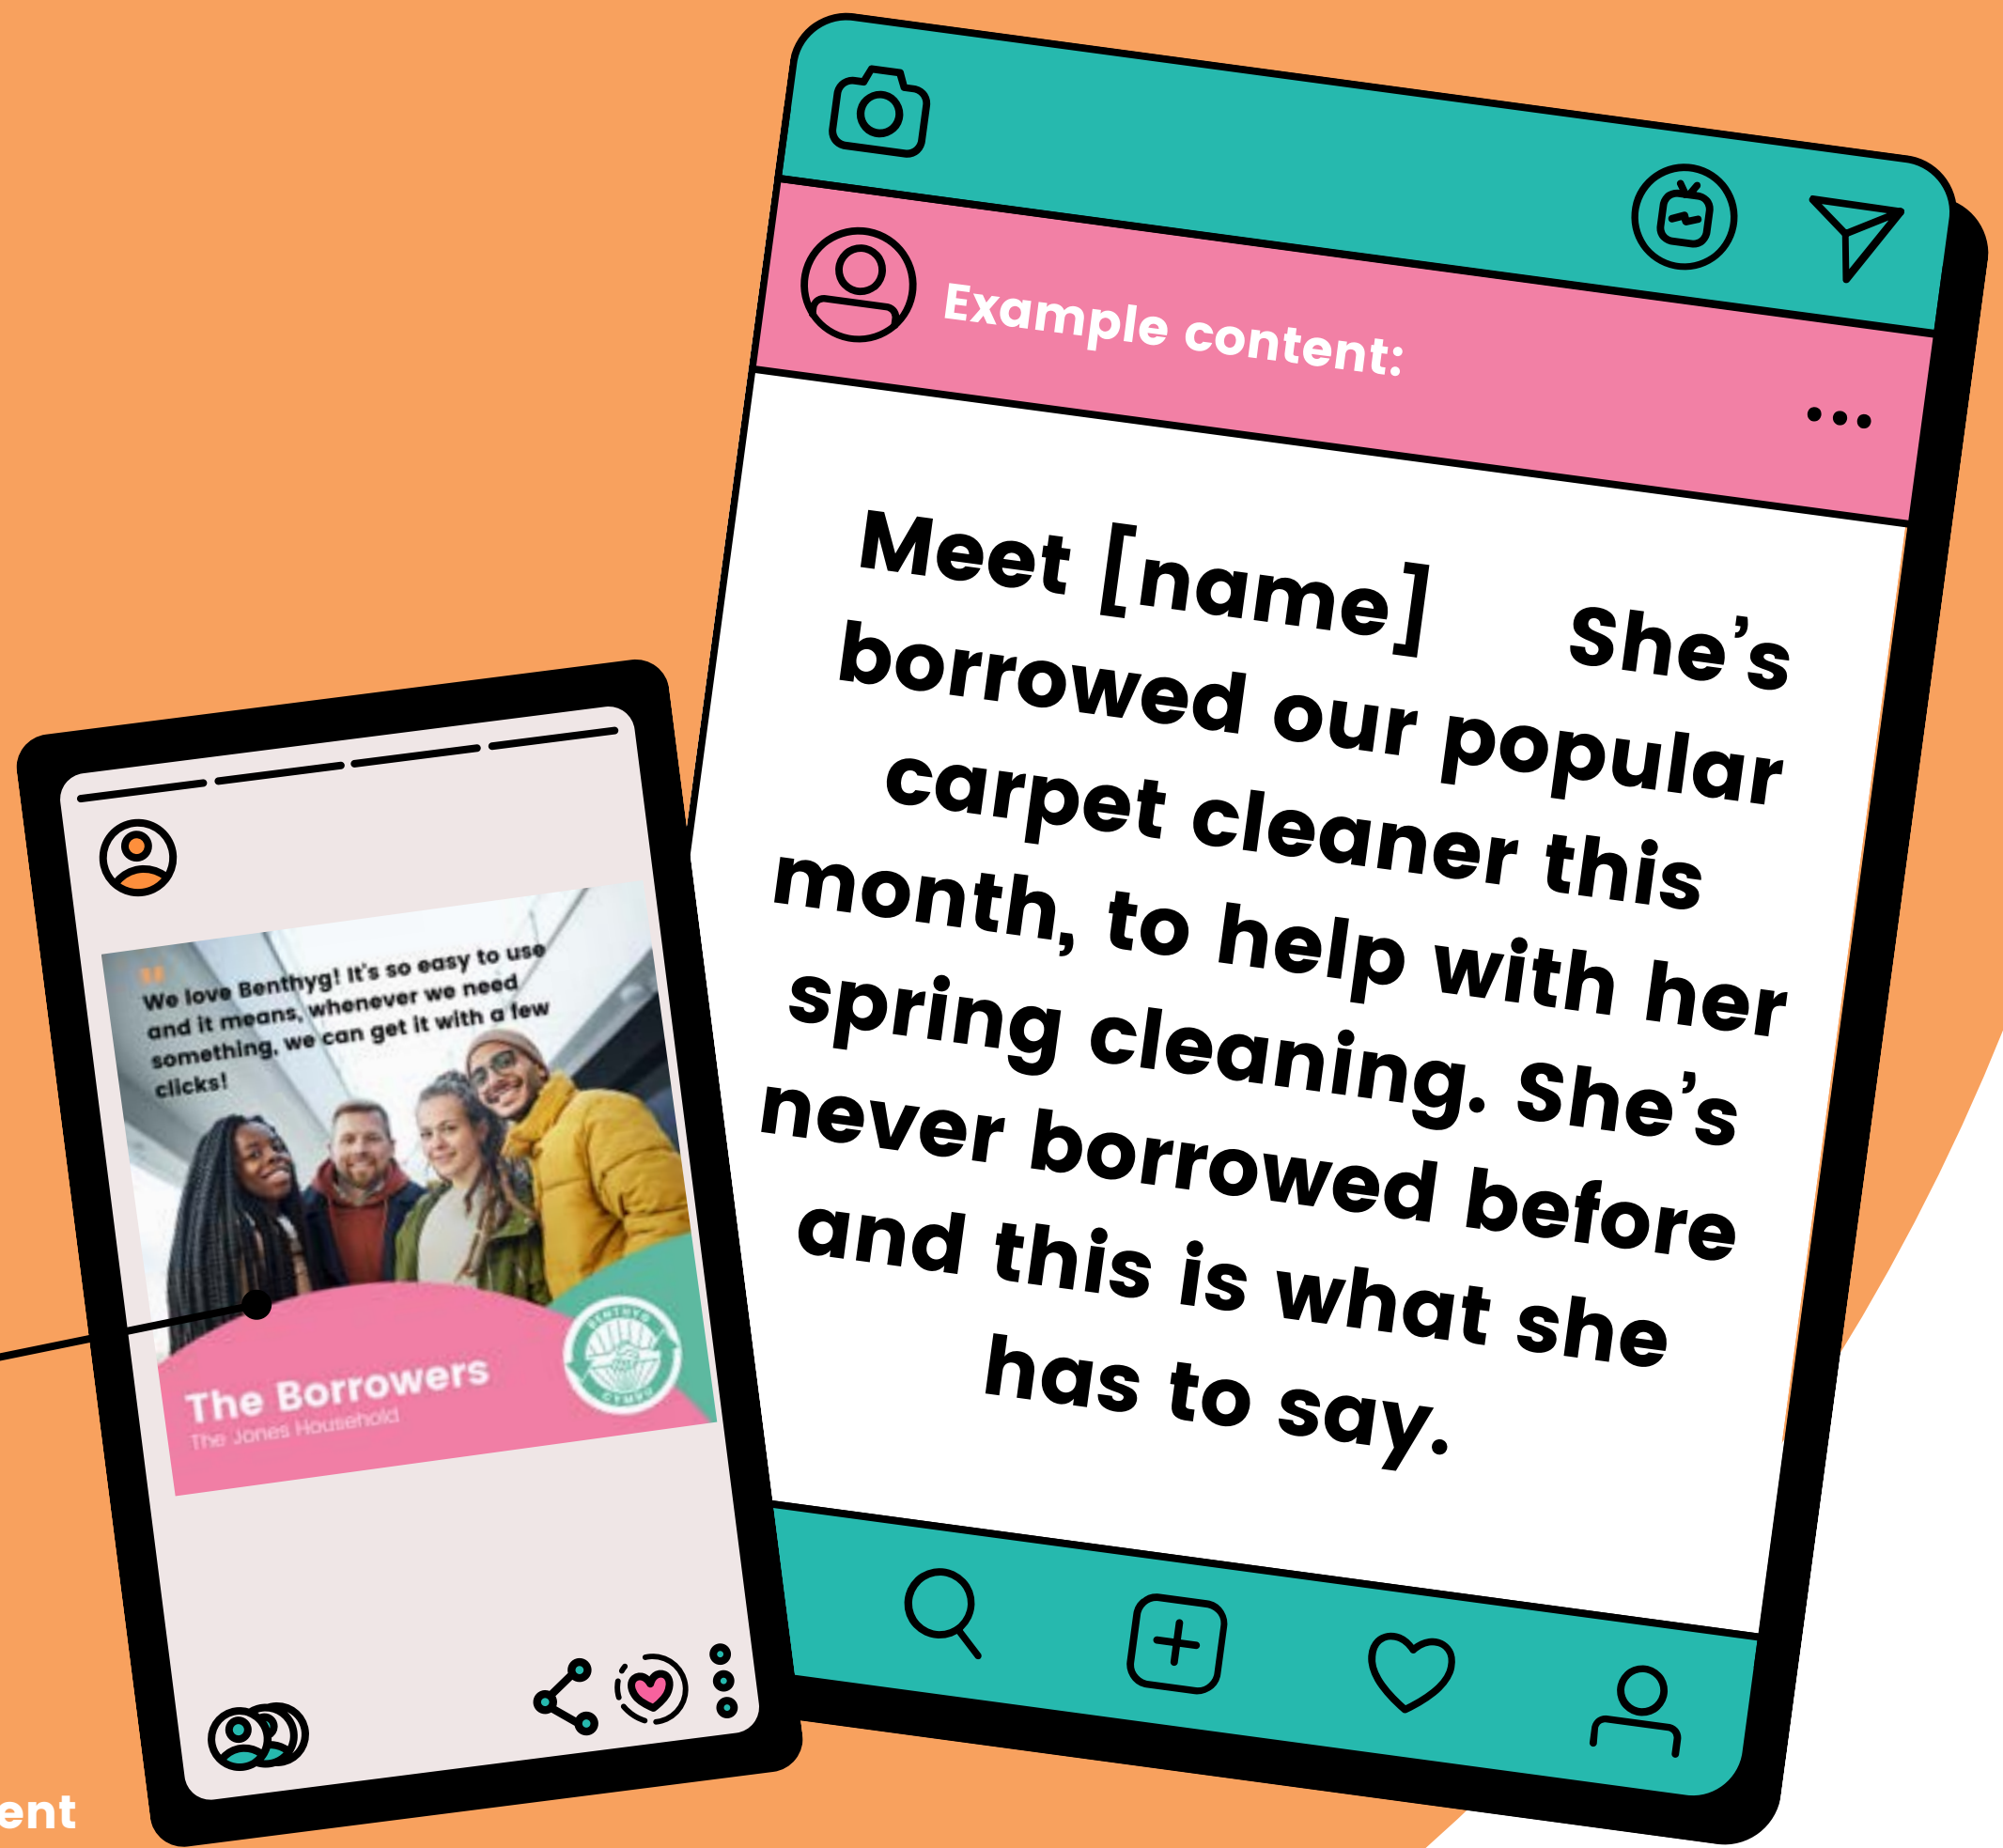 Example content:
Meet [name] She’s
borrowed our popular
carpet cleaner this
month, to help with her
spring cleaning. She’s
never borrowed before
and this is what she
has to say.
"
We love Benthyg! It's so easy to use
and it means, whenever we need
something, we can get it with a few
clicks!
The Borrowers
The Jones Household
BENTHYG
CYMRU
ent